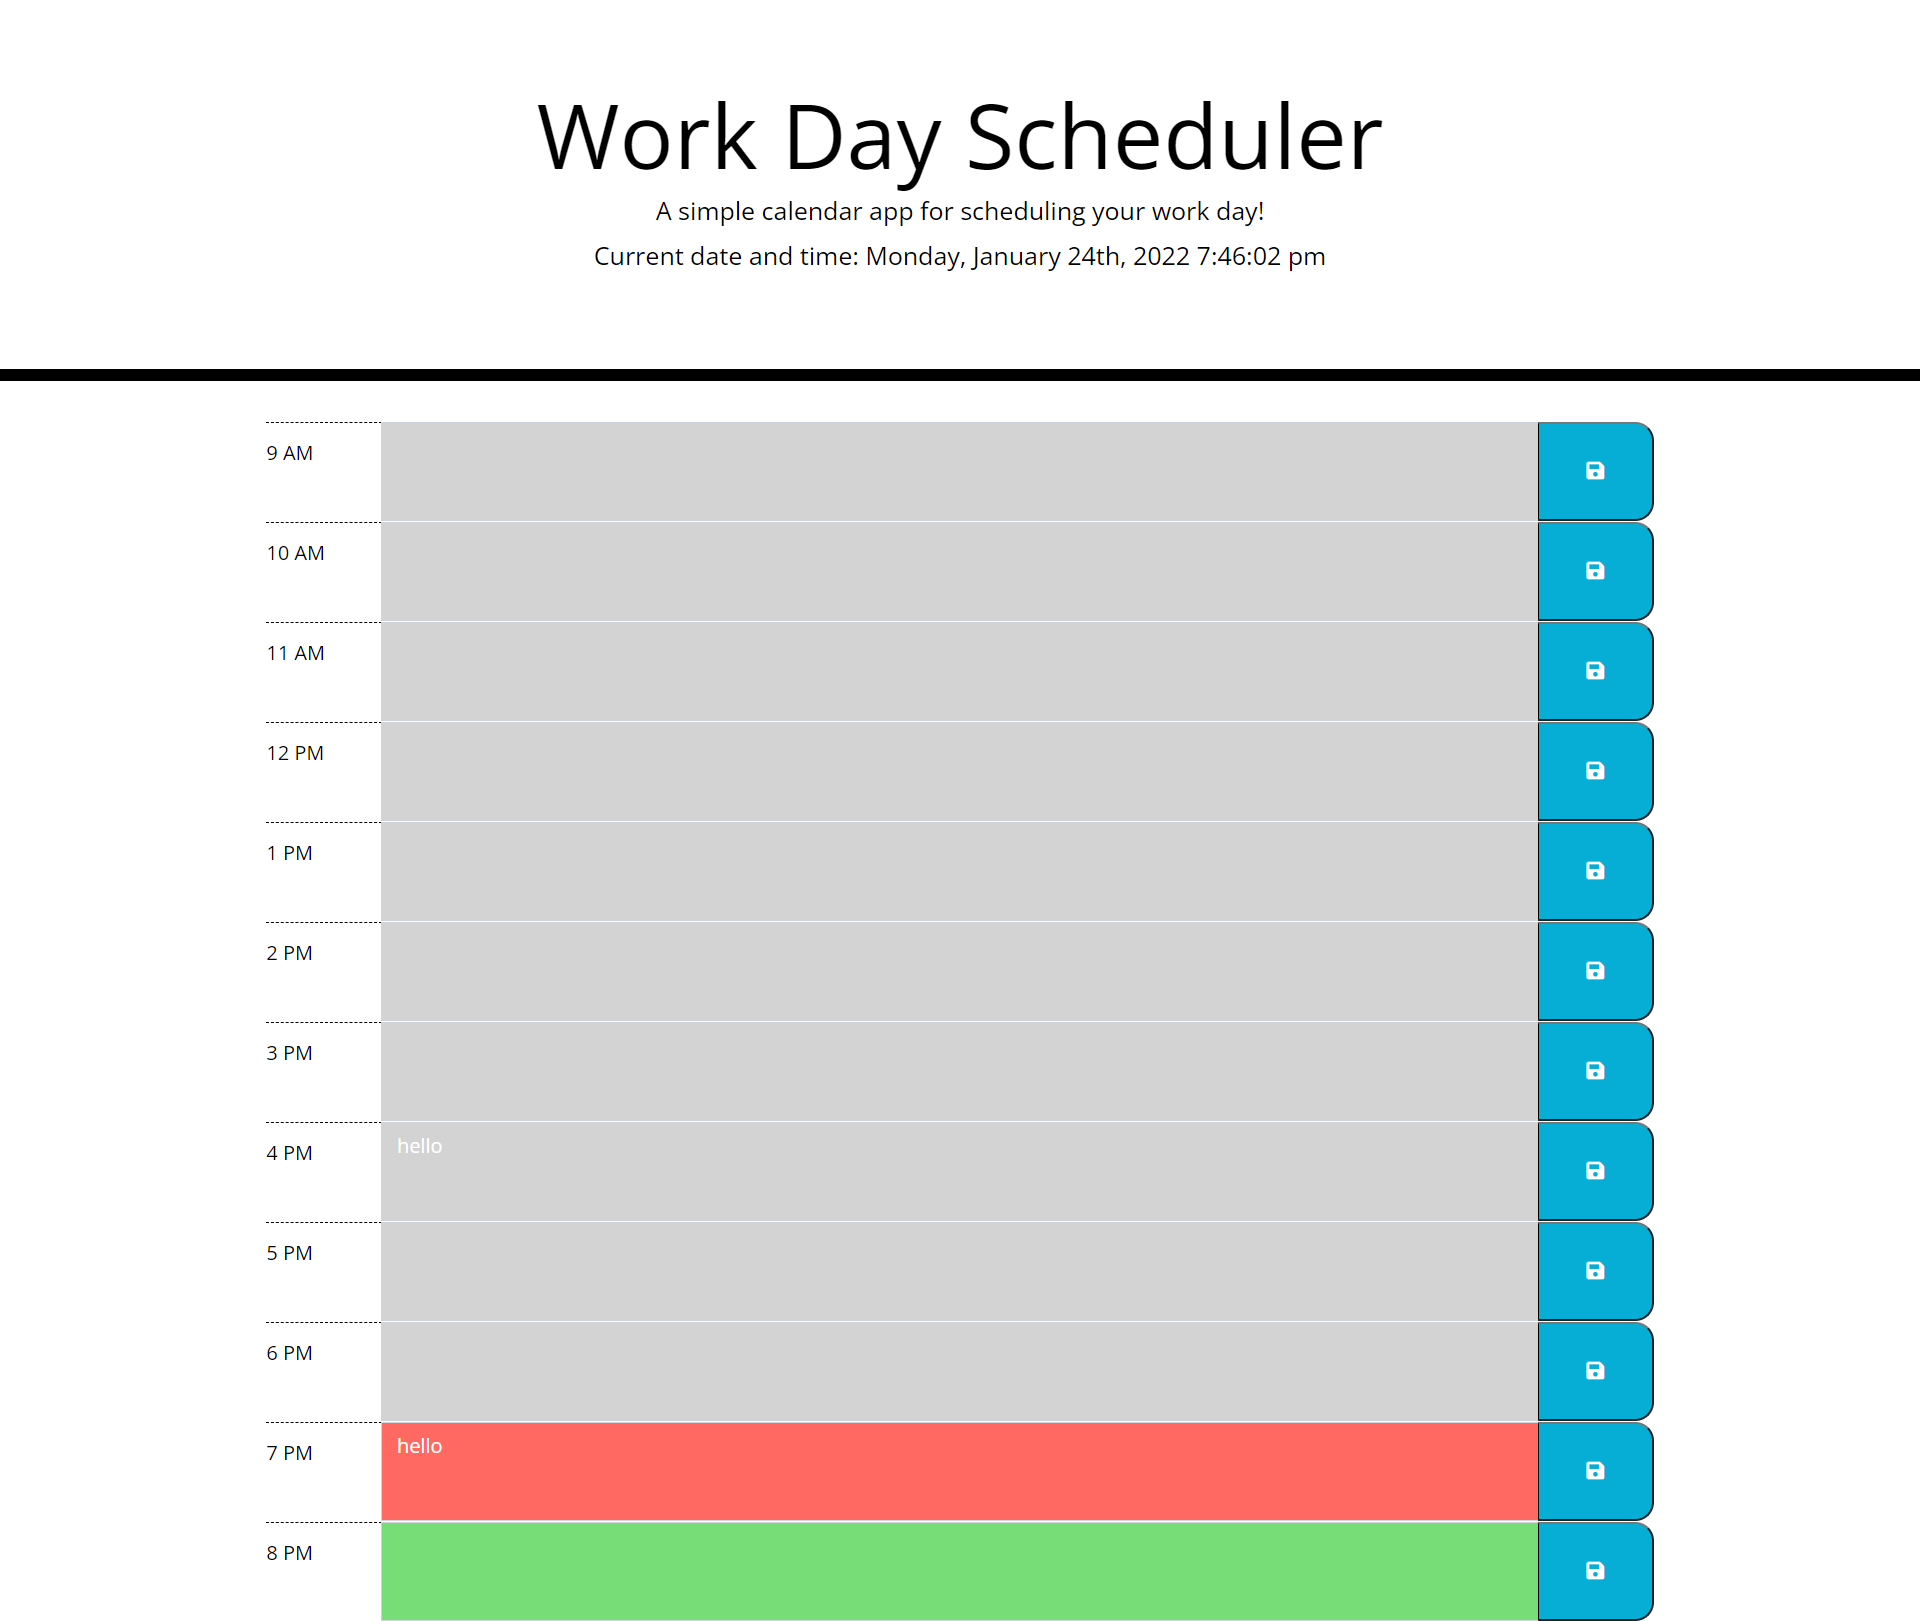 Work Day Scheduler
A simple calendar app for scheduling your work day!
Current date and time: Monday, January 24th, 2022 7:46:02 pm
9 AM
10 AM
11 AM
12 PM
1 PM
2 PM
3 PM
4 PM hello
5 PM
6 PM
7 PM hello
8 PM